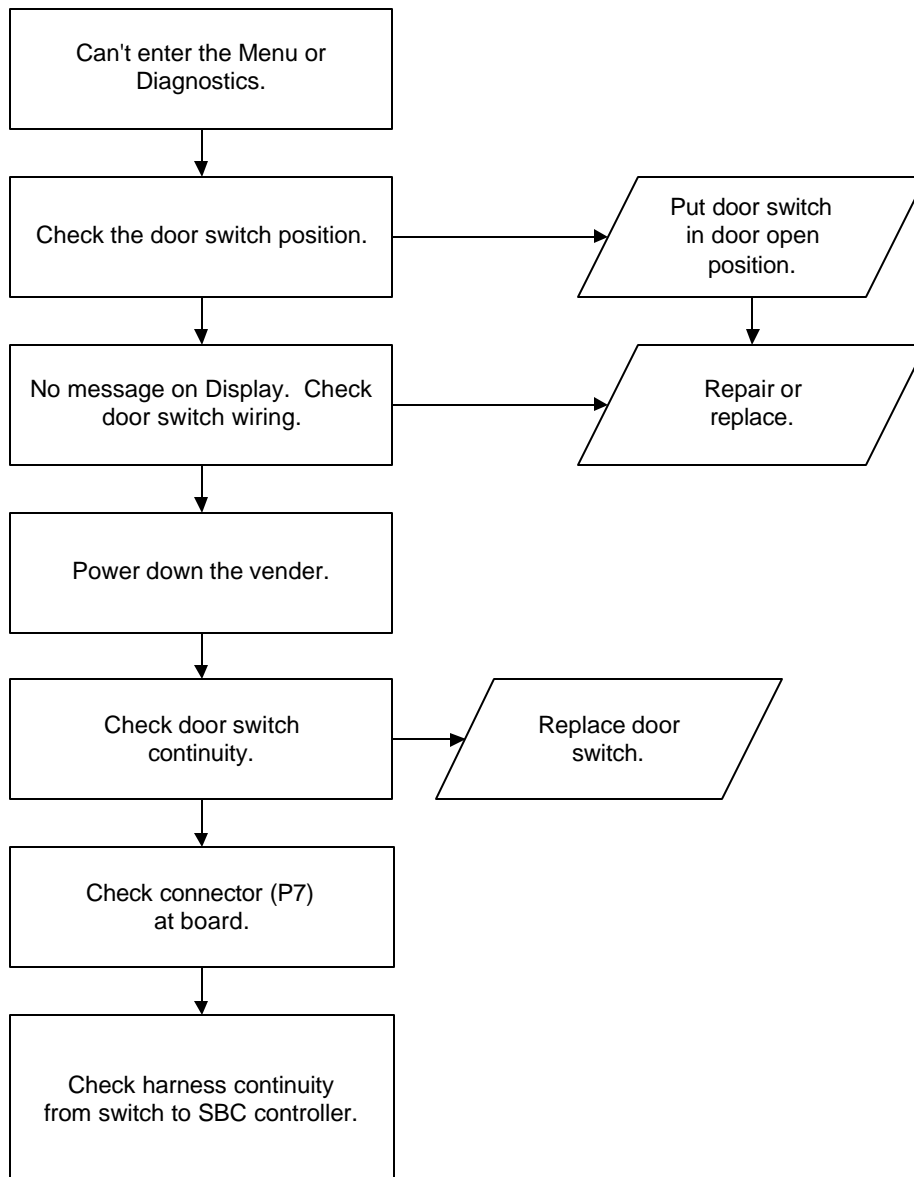 Can't enter the Menu or
Diagnostics.
Check the door switch position.
Put door switch
in door open
position.
No message on Display.  Check
door switch wiring.
Repair or
replace.
Power down the vender.
Check door switch
continuity.
Replace door
switch.
Check connector (P7)
at board.
Check harness continuity
from switch to SBC controller.